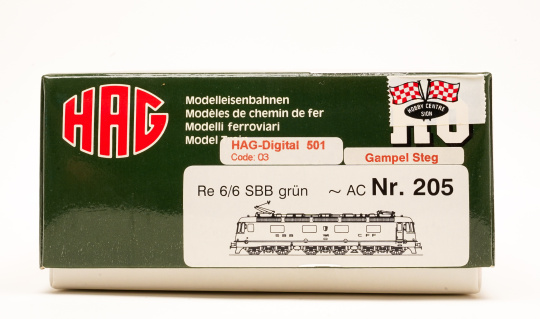 HAG
Modelleisenbahnen
Modèles de chemin de fer
Modelli ferroviari
Model
HAG-Digital 501
Code: 03
HOBBY CENTRE
SION
Gampel Steg
Re 6/6 SBB grün ~ AC Nr. 205
SBB CFF